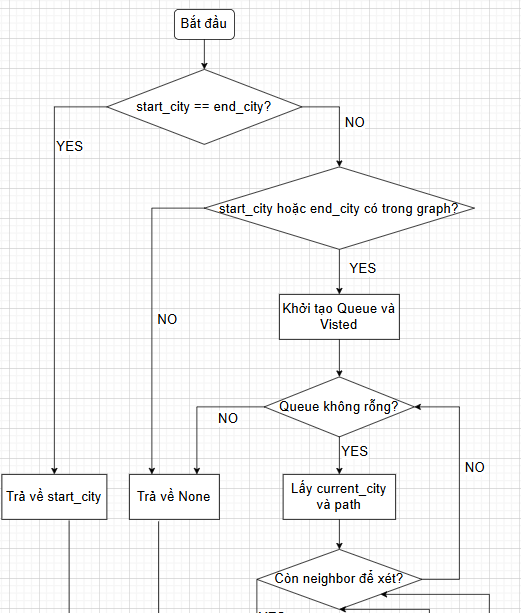 Bắt đầu
start_city == end_city?
NO
YES
start_city hoặc end_city có trong graph?
YES
NO
Khởi tạo Queue và
Visted
Queue không rỗng?
NO
YES
NO
Trả về start_city
Trả về None
Lấy current_city
và path
Còn neighbor để xét?
YES